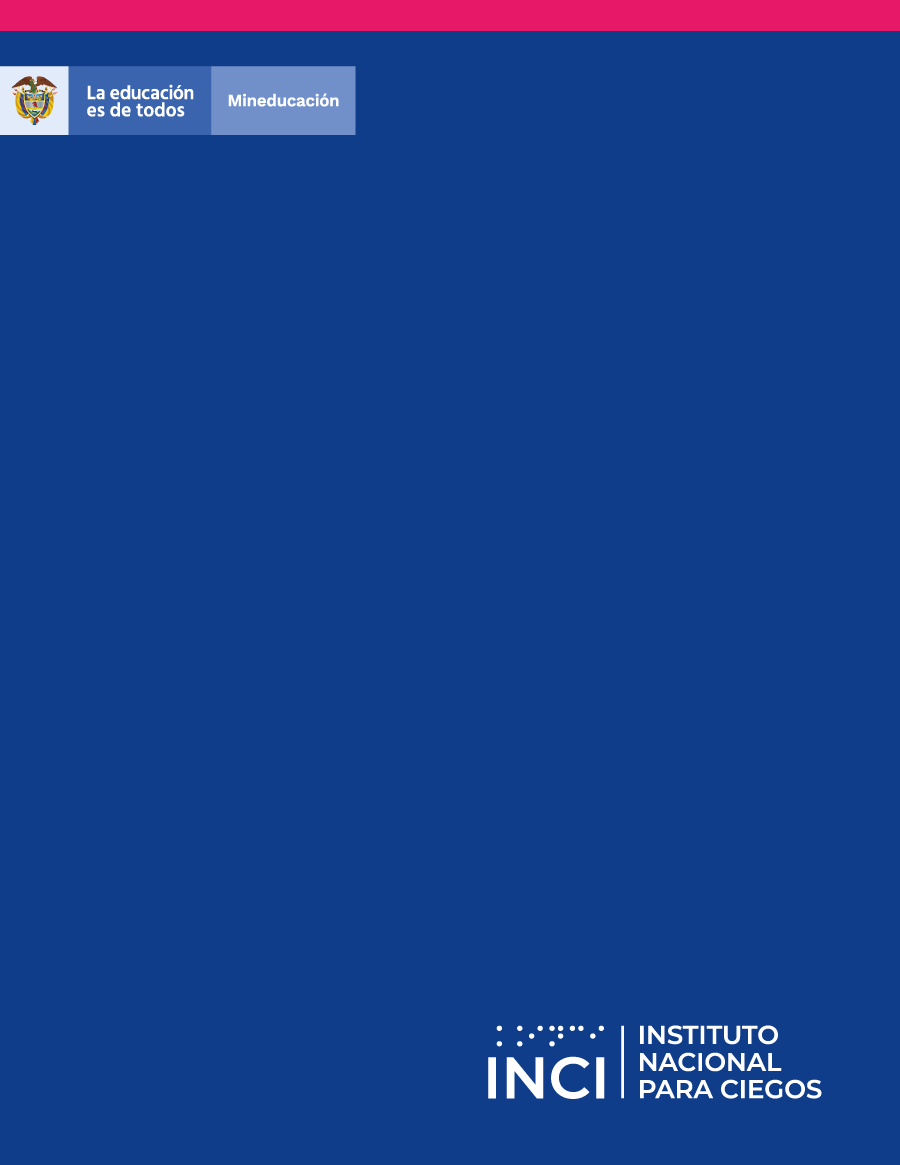 La educación
es de todos
Mineducación
INCI
INSTITUTO
NACIONAL
PARA CIEGOS